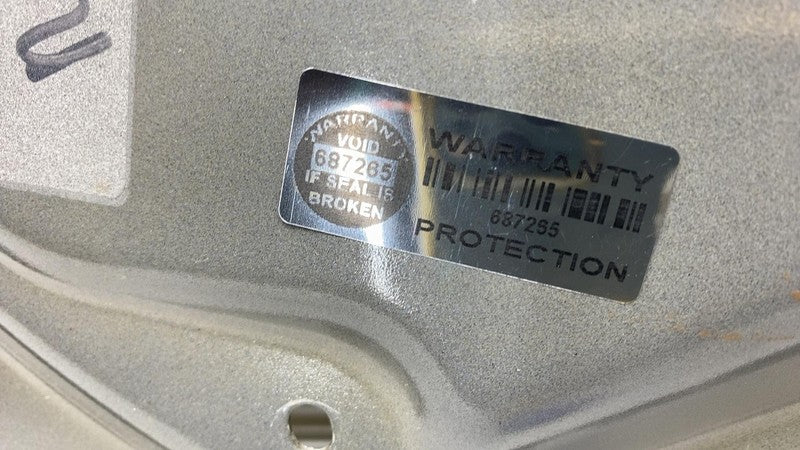 WARRANTY
VOID
687265
IF SEAL IS
BROKEN
WARRANTY
687265
PROTECTION